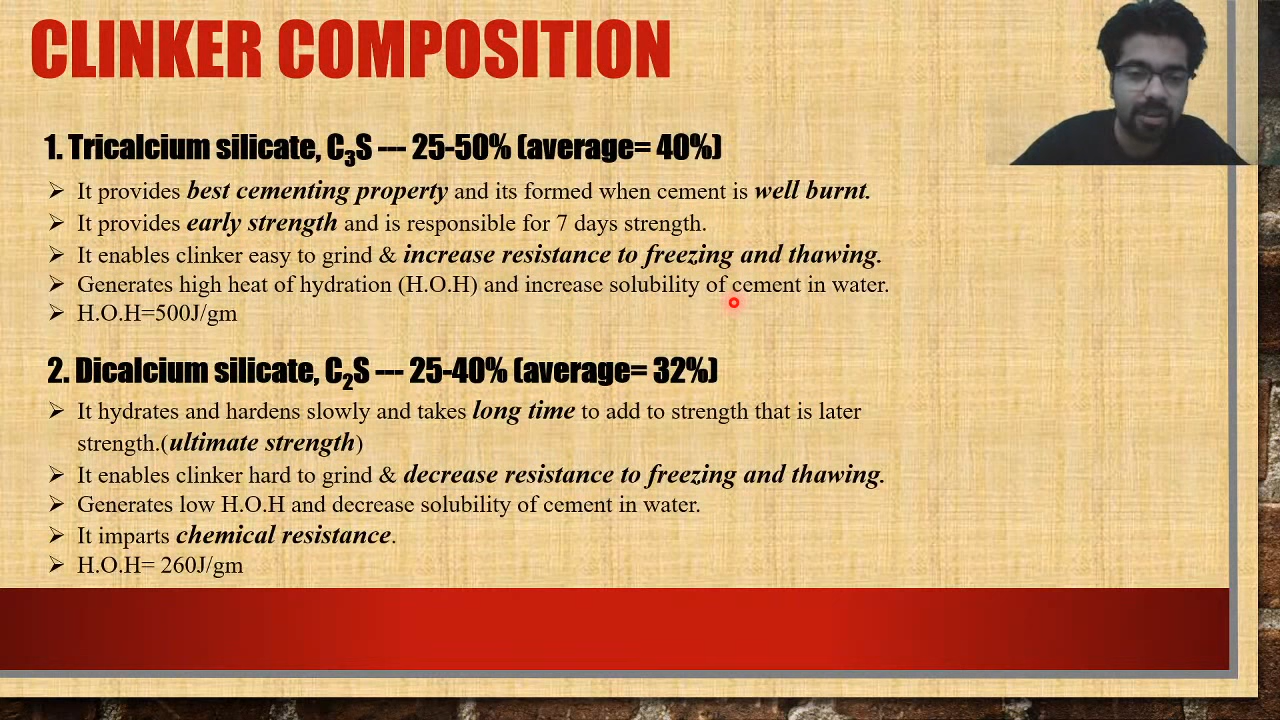 CLINKER COMPOSITION
1. Tricalcium silicate, C₃S --- 25-50% (average= 40%)
➢ It provides best cementing property and its formed when cement is well burnt.
➢ It provides early strength and is responsible for 7 days strength.
➢ It enables clinker easy to grind & increase resistance to freezing and thawing.
➢ Generates high heat of hydration (H.O.H) and increase solubility of cement in water.
➢ H.O.H=500J/gm
2. Dicalcium silicate, C₂S --- 25-40% (average= 32%)
➢ It hydrates and hardens slowly and takes long time to add to strength that is later
strength.(ultimate strength)
➢ It enables clinker hard to grind & decrease resistance to freezing and thawing.
➢ Generates low H.O.H and decrease solubility of cement in water.
➢ It imparts chemical resistance.
➢ H.O.H= 260J/gm